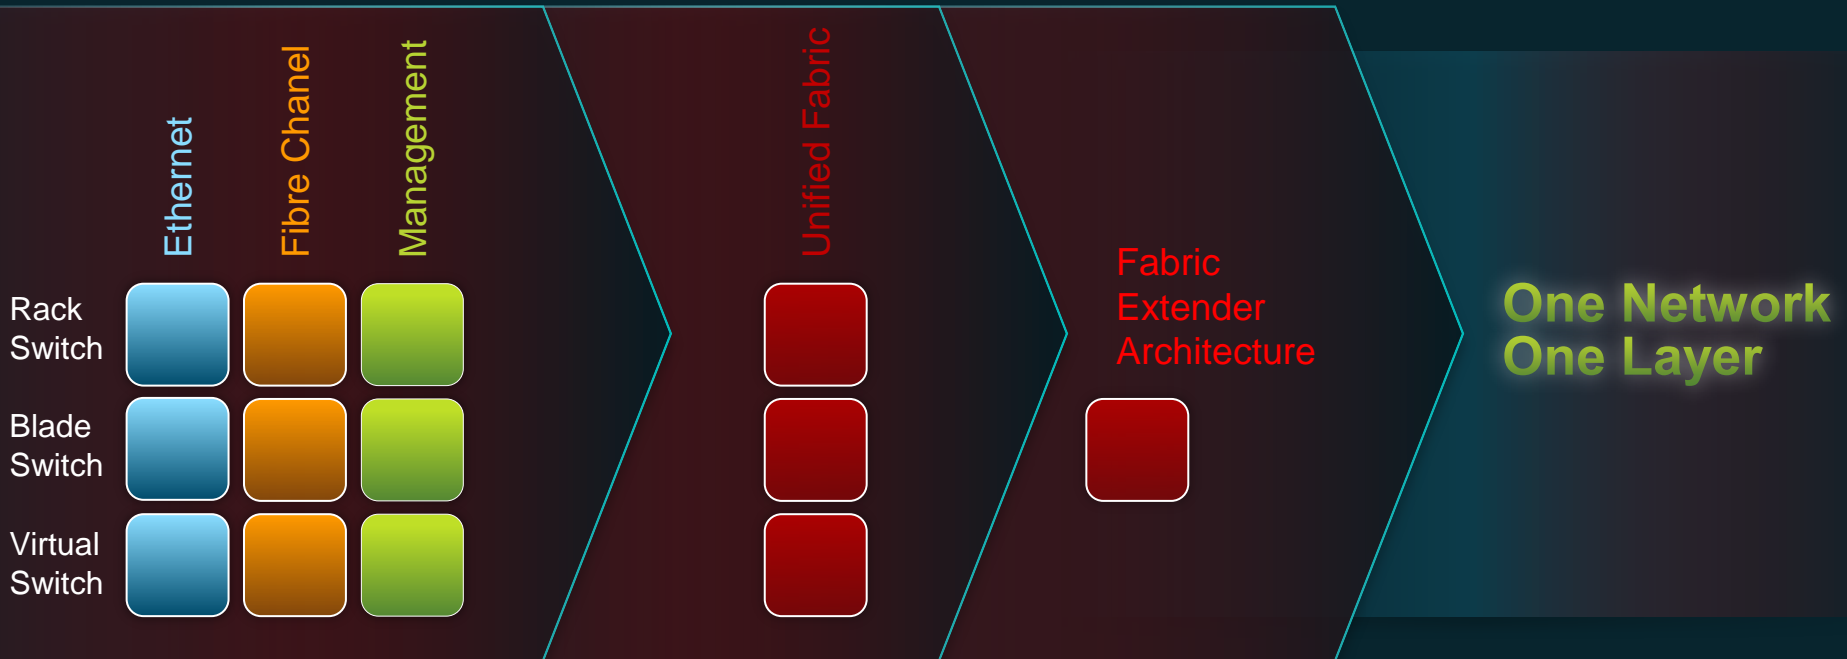 Ethernet
Fibre Chanel
Management
Rack
Switch
Blade
Switch
Virtual
Switch
Unified Fabric
Fabric
Extender
Architecture
One Network
One Layer